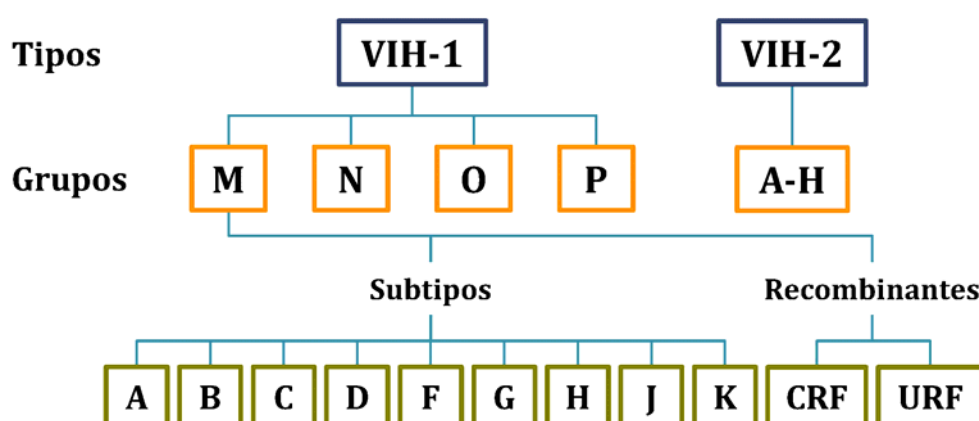 Tipos VIH-1 VIH-2
Grupos M N O P A-H
Subtipos Recombinantes
A B C D F G H J K CRF URF